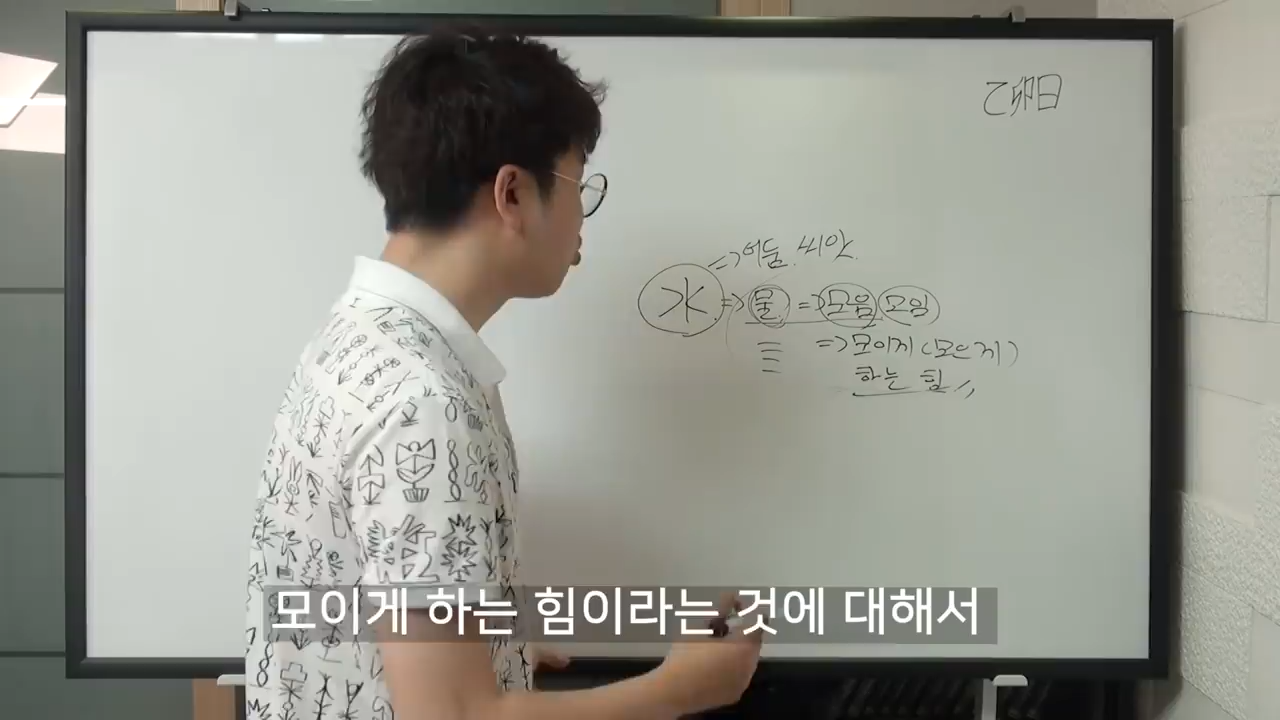 乙卯日
=> 어둠. 씨앗.
水 => 물 => 모음 모임
=> 모이게 (모으게)
하는 힘
모이게 하는 힘이라는 것에 대해서